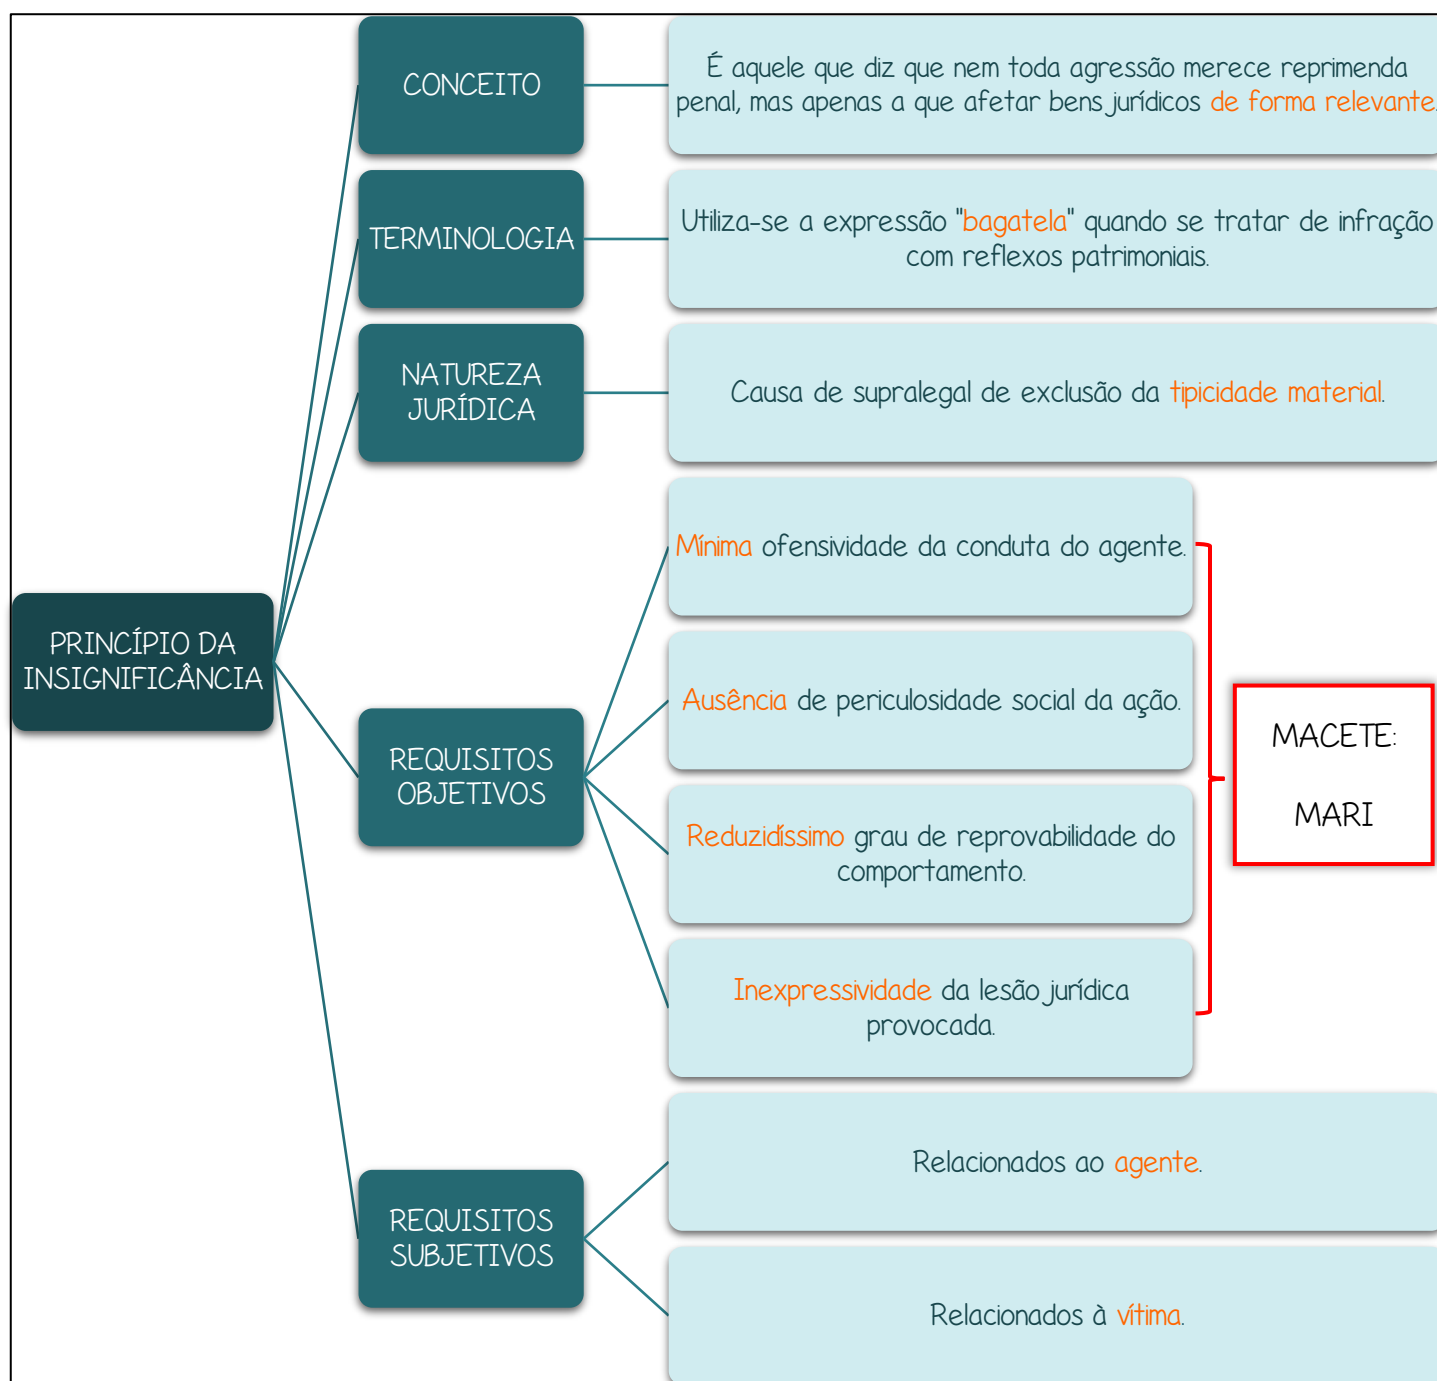 CONCEITO
É aquele que diz que nem toda agressão merece reprimenda
penal, mas apenas a que afetar bens jurídicos de forma relevante.
TERMINOLOGIA
Utiliza-se a expressão "bagatela" quando se tratar de infração
com reflexos patrimoniais.
NATUREZA
JURÍDICA
Causa de supralegal de exclusão da tipicidade material.
PRINCÍPIO DA
INSIGNIFICÂNCIA
REQUISITOS
OBJETIVOS
Mínima ofensividade da conduta do agente.
Ausência de periculosidade social da ação.
Reduzidíssimo grau de reprovabilidade do
comportamento.
Inexpressividade da lesão jurídica
provocada.
MACETE:
MARI
REQUISITOS
SUBJETIVOS
Relacionados ao agente.
Relacionados à vítima.